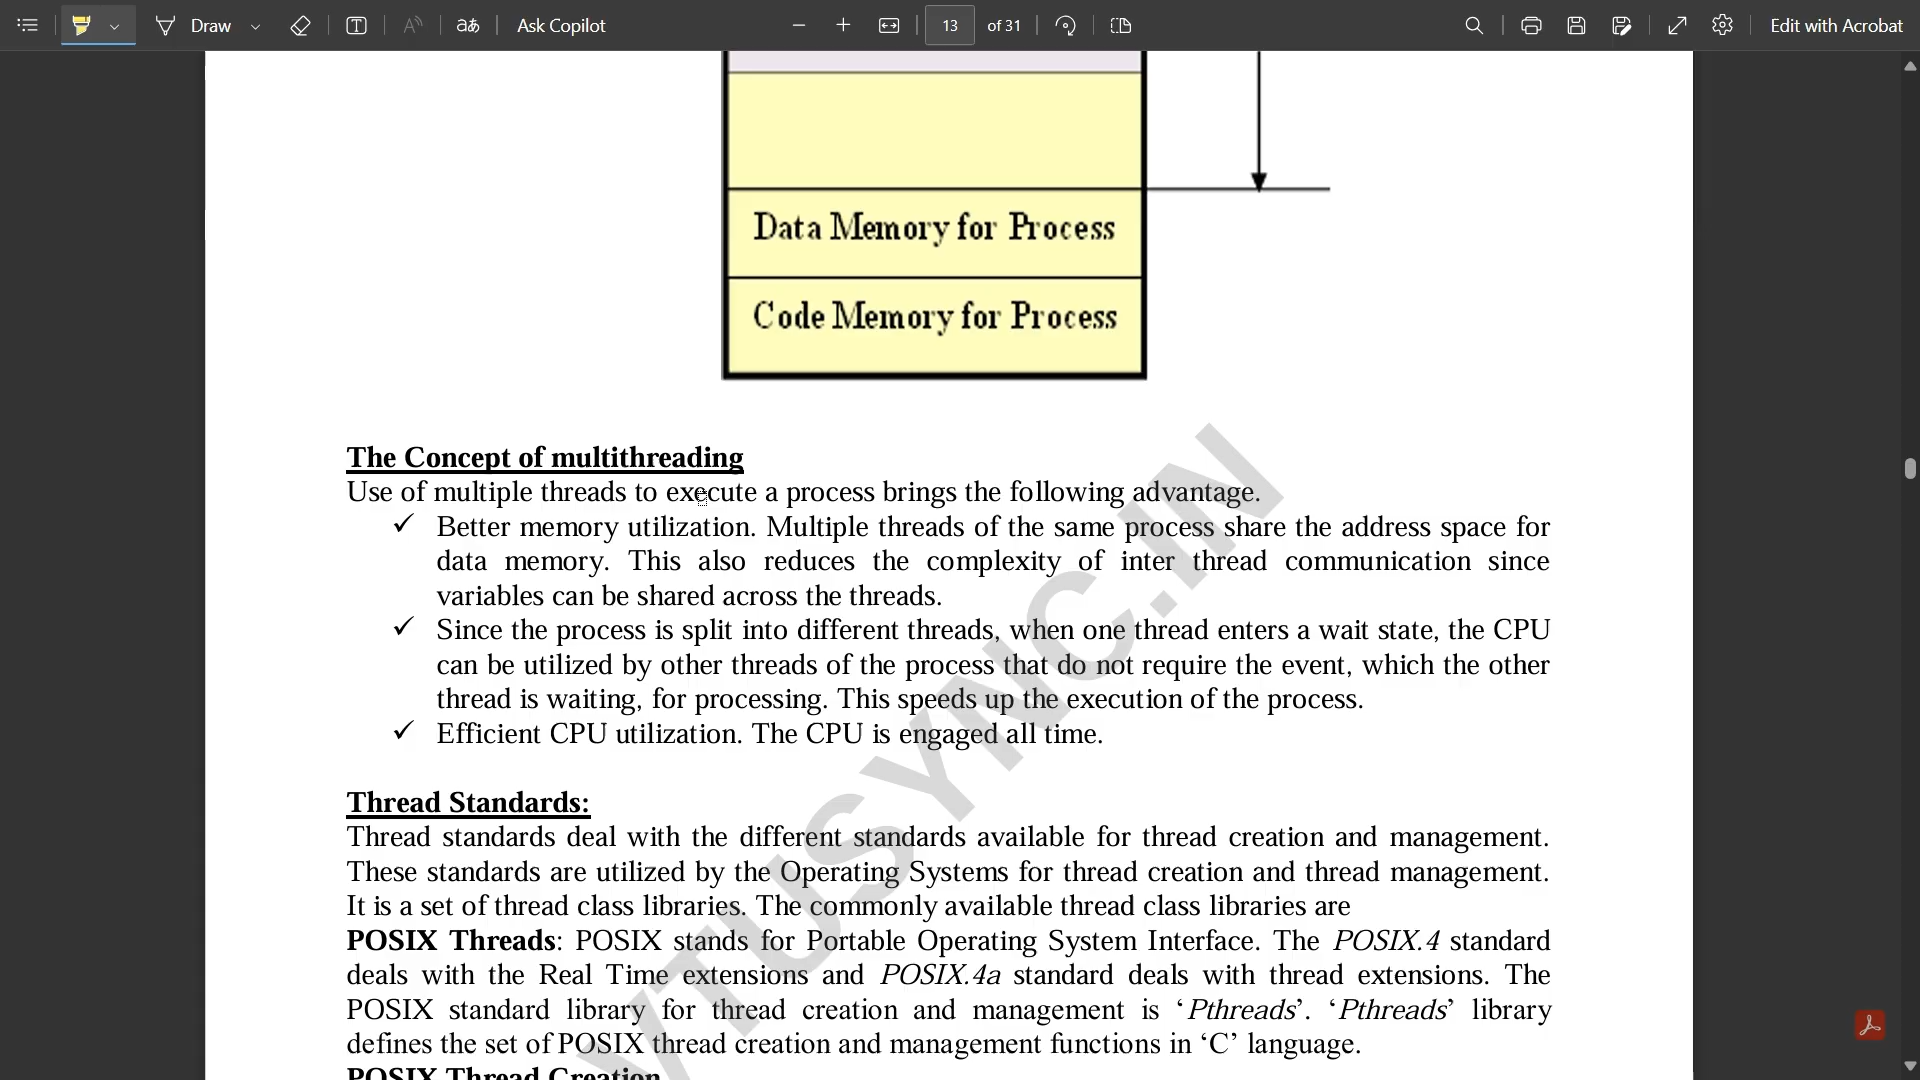 Draw
aあ
Ask Copilot
13 of 31
Edit with Acrobat
Data Memory for Process
Code Memory for Process
The Concept of multithreading
Use of multiple threads to execute a process brings the following advantage.
✓ Better memory utilization. Multiple threads of the same process share the address space for
data memory. This also reduces the complexity of inter thread communication since
variables can be shared across the threads.
✓ Since the process is split into different threads, when one thread enters a wait state, the CPU
can be utilized by other threads of the process that do not require the event, which the other
thread is waiting, for processing. This speeds up the execution of the process.
✓ Efficient CPU utilization. The CPU is engaged all time.
Thread Standards:
Thread standards deal with the different standards available for thread creation and management.
These standards are utilized by the Operating Systems for thread creation and thread management.
It is a set of thread class libraries. The commonly available thread class libraries are
POSIX Threads: POSIX stands for Portable Operating System Interface. The POSIX.4 standard
deals with the Real Time extensions and POSIX.4a standard deals with thread extensions. The
POSIX standard library for thread creation and management is ‘Pthreads’. ‘Pthreads’ library
defines the set of POSIX thread creation and management functions in ‘C’ language.
POSIX Thread Creation
VTUSYNC.IN